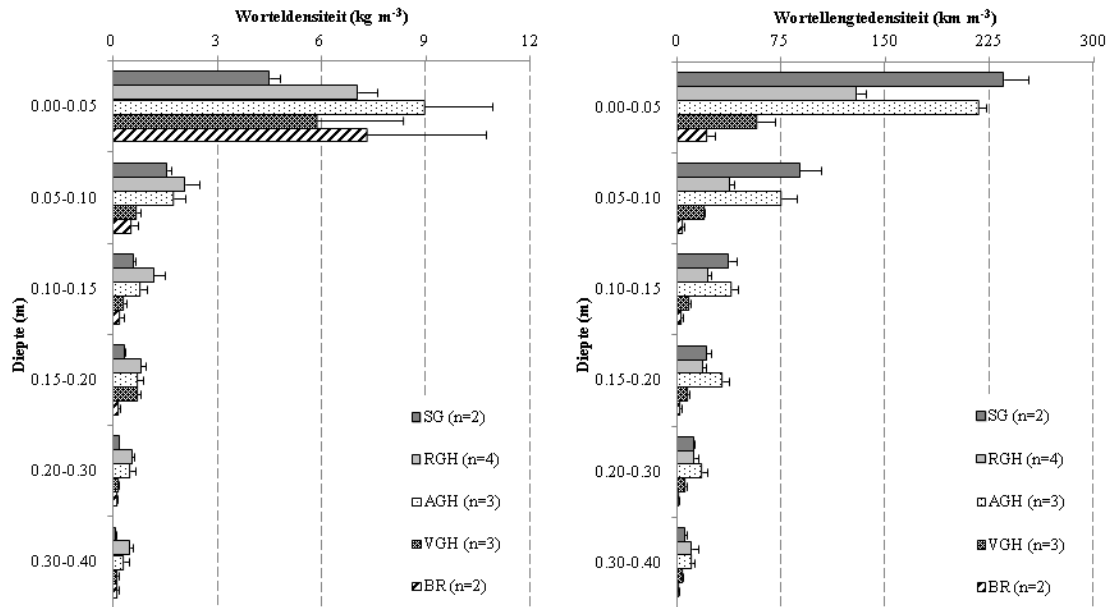 Worteldensiteit (kg m⁻³)
0 3 6 9 12
Diepte (m)
0.00-0.05
0.05-0.10
0.10-0.15
0.15-0.20
0.20-0.30
0.30-0.40
SG (n=2)
RGH (n=4)
AGH (n=3)
VGH (n=3)
BR (n=2)
Wortellengtedensiteit (km m⁻³)
0 75 150 225 300
Diepte (m)
0.00-0.05
0.05-0.10
0.10-0.15
0.15-0.20
0.20-0.30
0.30-0.40
SG (n=2)
RGH (n=4)
AGH (n=3)
VGH (n=3)
BR (n=2)